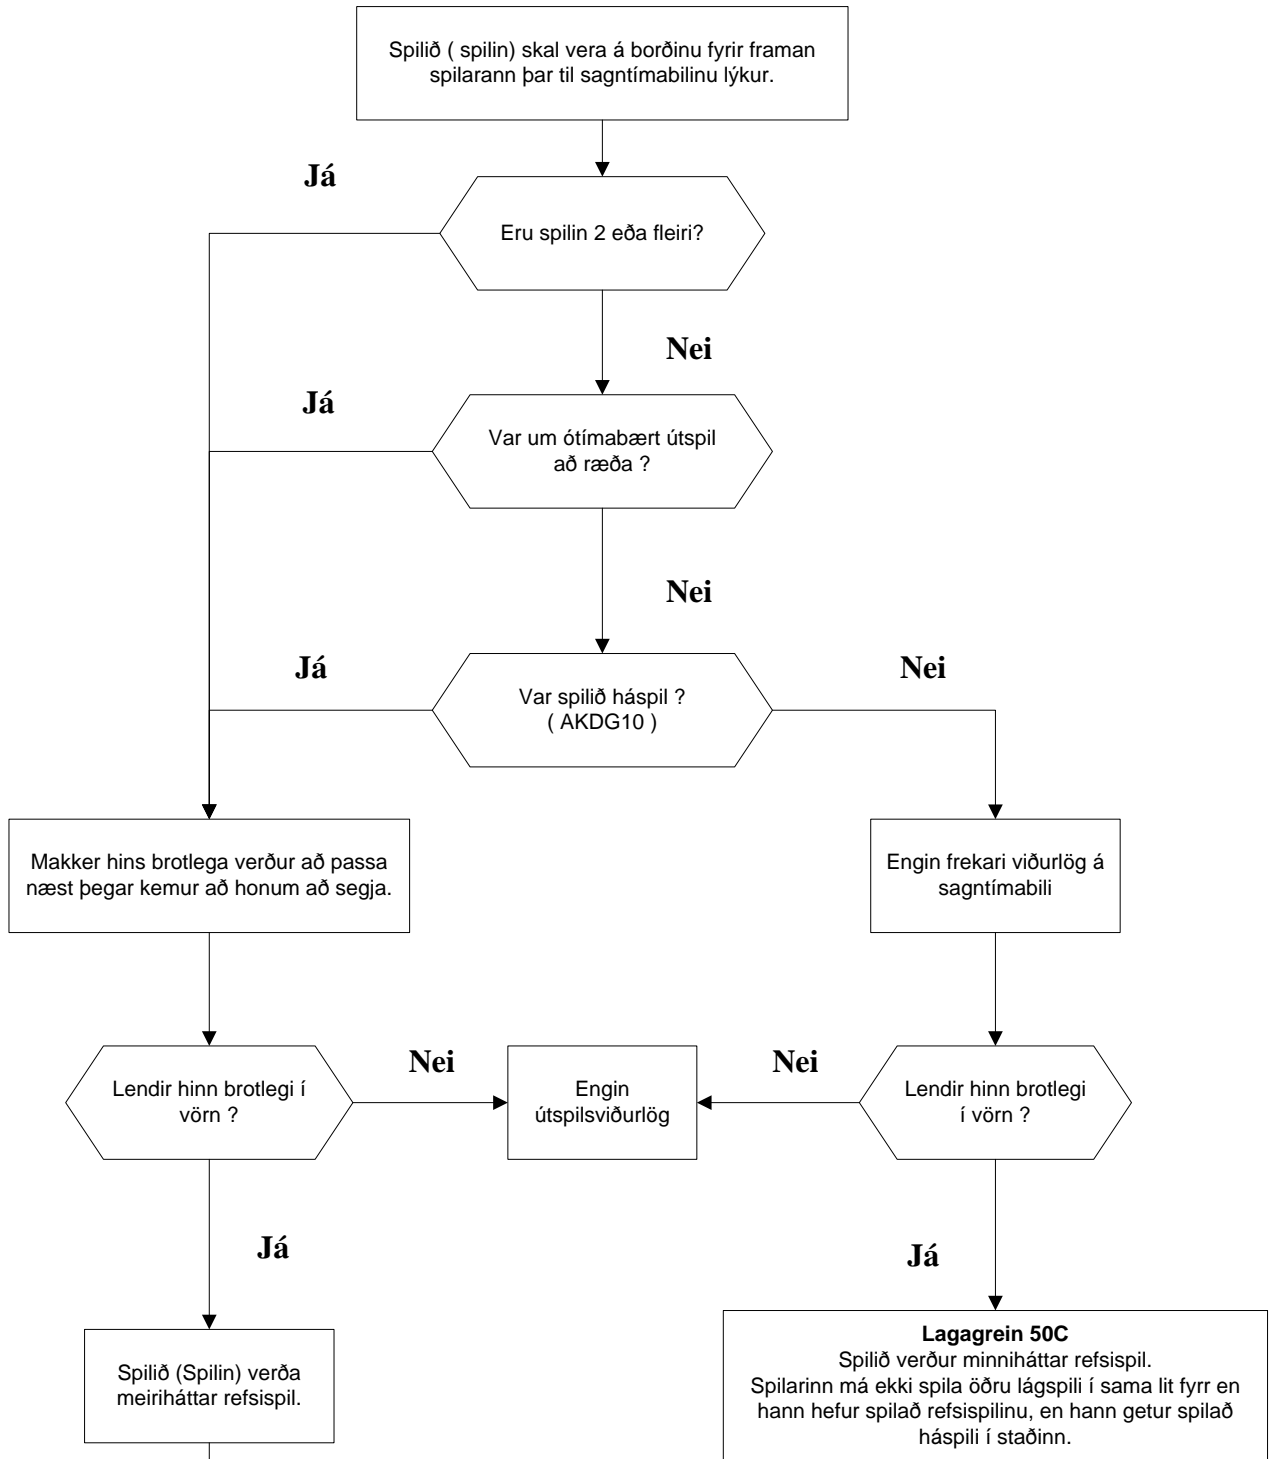 Spilið ( spilin) skal vera á borðinu fyrir framan
spilarann þar til sagntímabilinu lýkur.
Já
Eru spilin 2 eða fleiri?
Nei
Já
Var um ótímabært útspil
að ræða ?
Nei
Já
Nei
Var spilið háspil ?
( AKDG10 )
Makker hins brotlega verður að passa
næst þegar kemur að honum að segja.
Engin frekari viðurlög á
sagntímabili
Lendir hinn brotlegi í
vörn ?
Nei
Engin
útspilsviðurlög
Nei
Lendir hinn brotlegi
í vörn ?
Já
Já
Spilið (Spilin) verða
meiriháttar refsispil.
Lagagrein 50C
Spilið verður minniháttar refsispil.
Spilarinn má ekki spila öðru lágspili í sama lit fyrr en
hann hefur spilað refsispilinu, en hann getur spilað
háspili í staðinn.